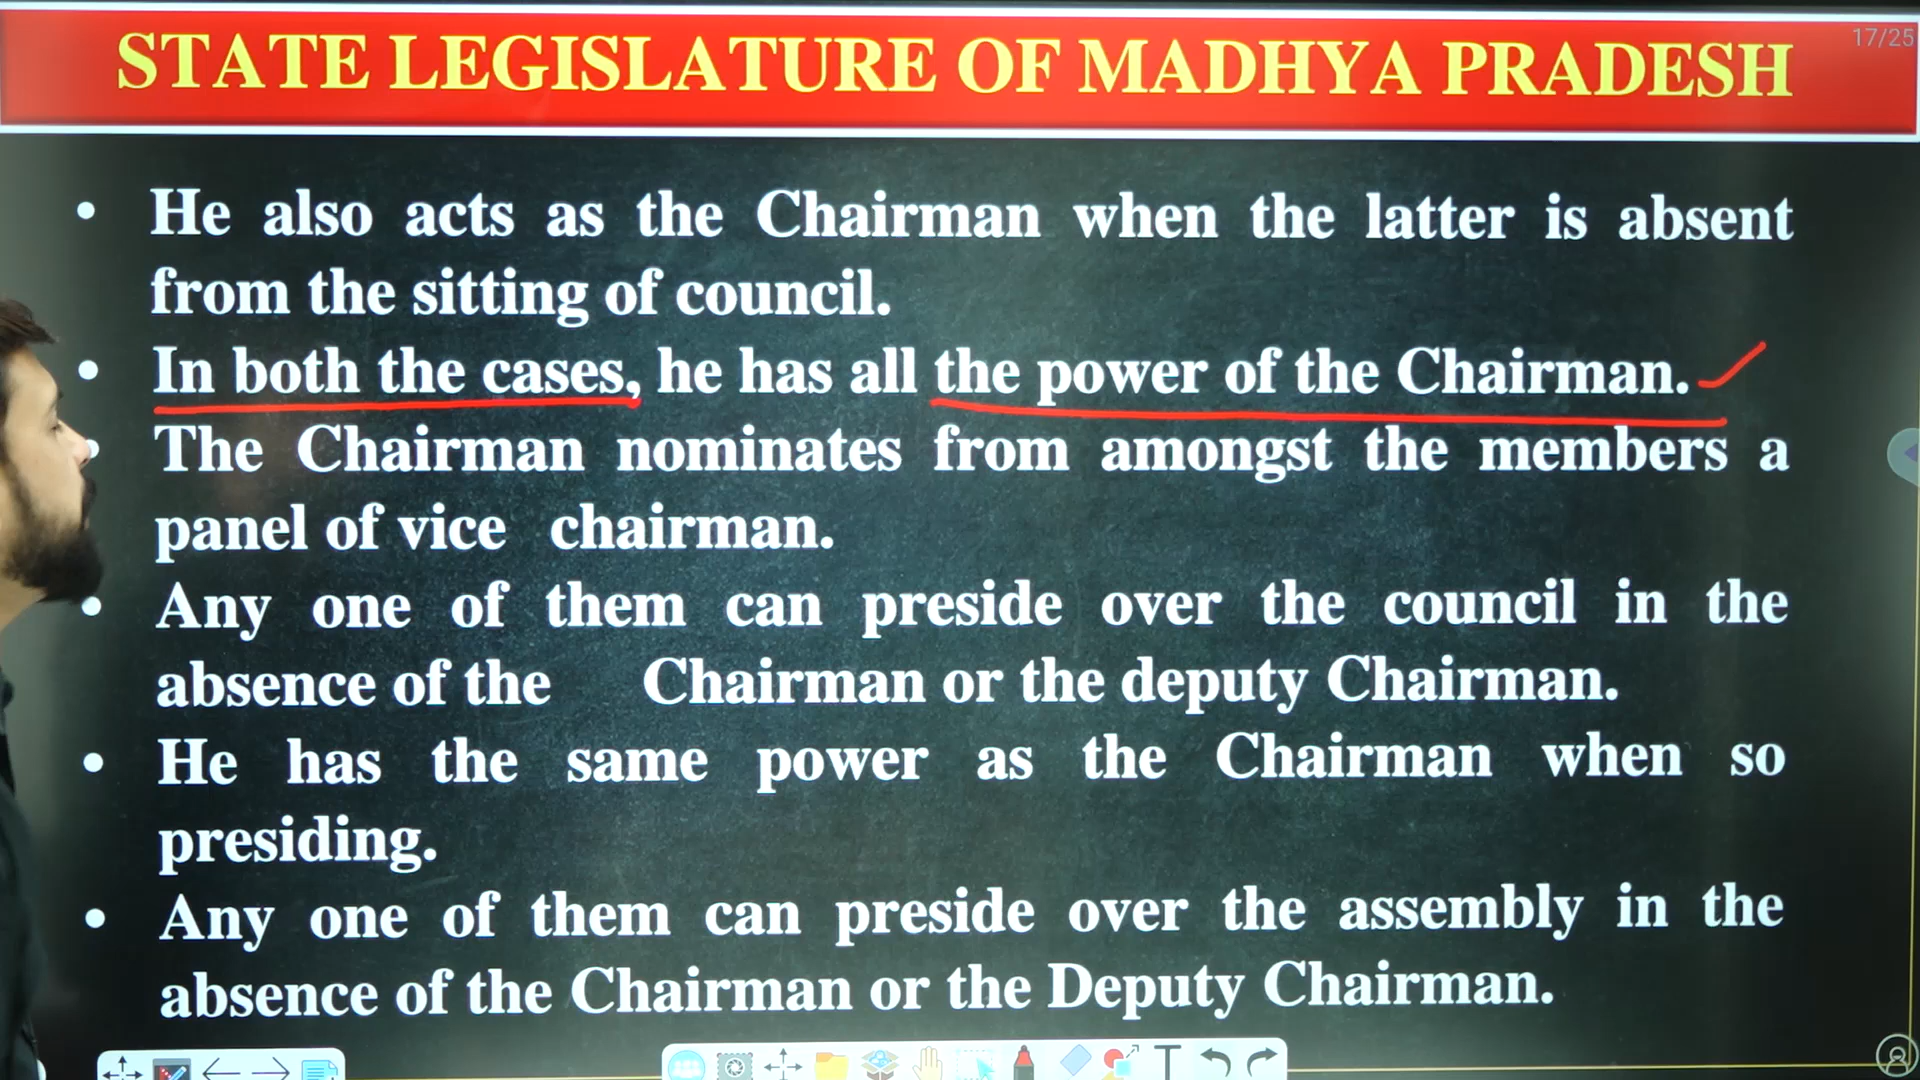 STATE LEGISLATURE OF MADHYA PRADESH
17/25
• He also acts as the Chairman when the latter is absent
from the sitting of council.
• In both the cases, he has all the power of the Chairman.
• The Chairman nominates from amongst the members a
panel of vice chairman.
• Any one of them can preside over the council in the
absence of the Chairman or the deputy Chairman.
• He has the same power as the Chairman when so
presiding.
• Any one of them can preside over the assembly in the
absence of the Chairman or the Deputy Chairman.